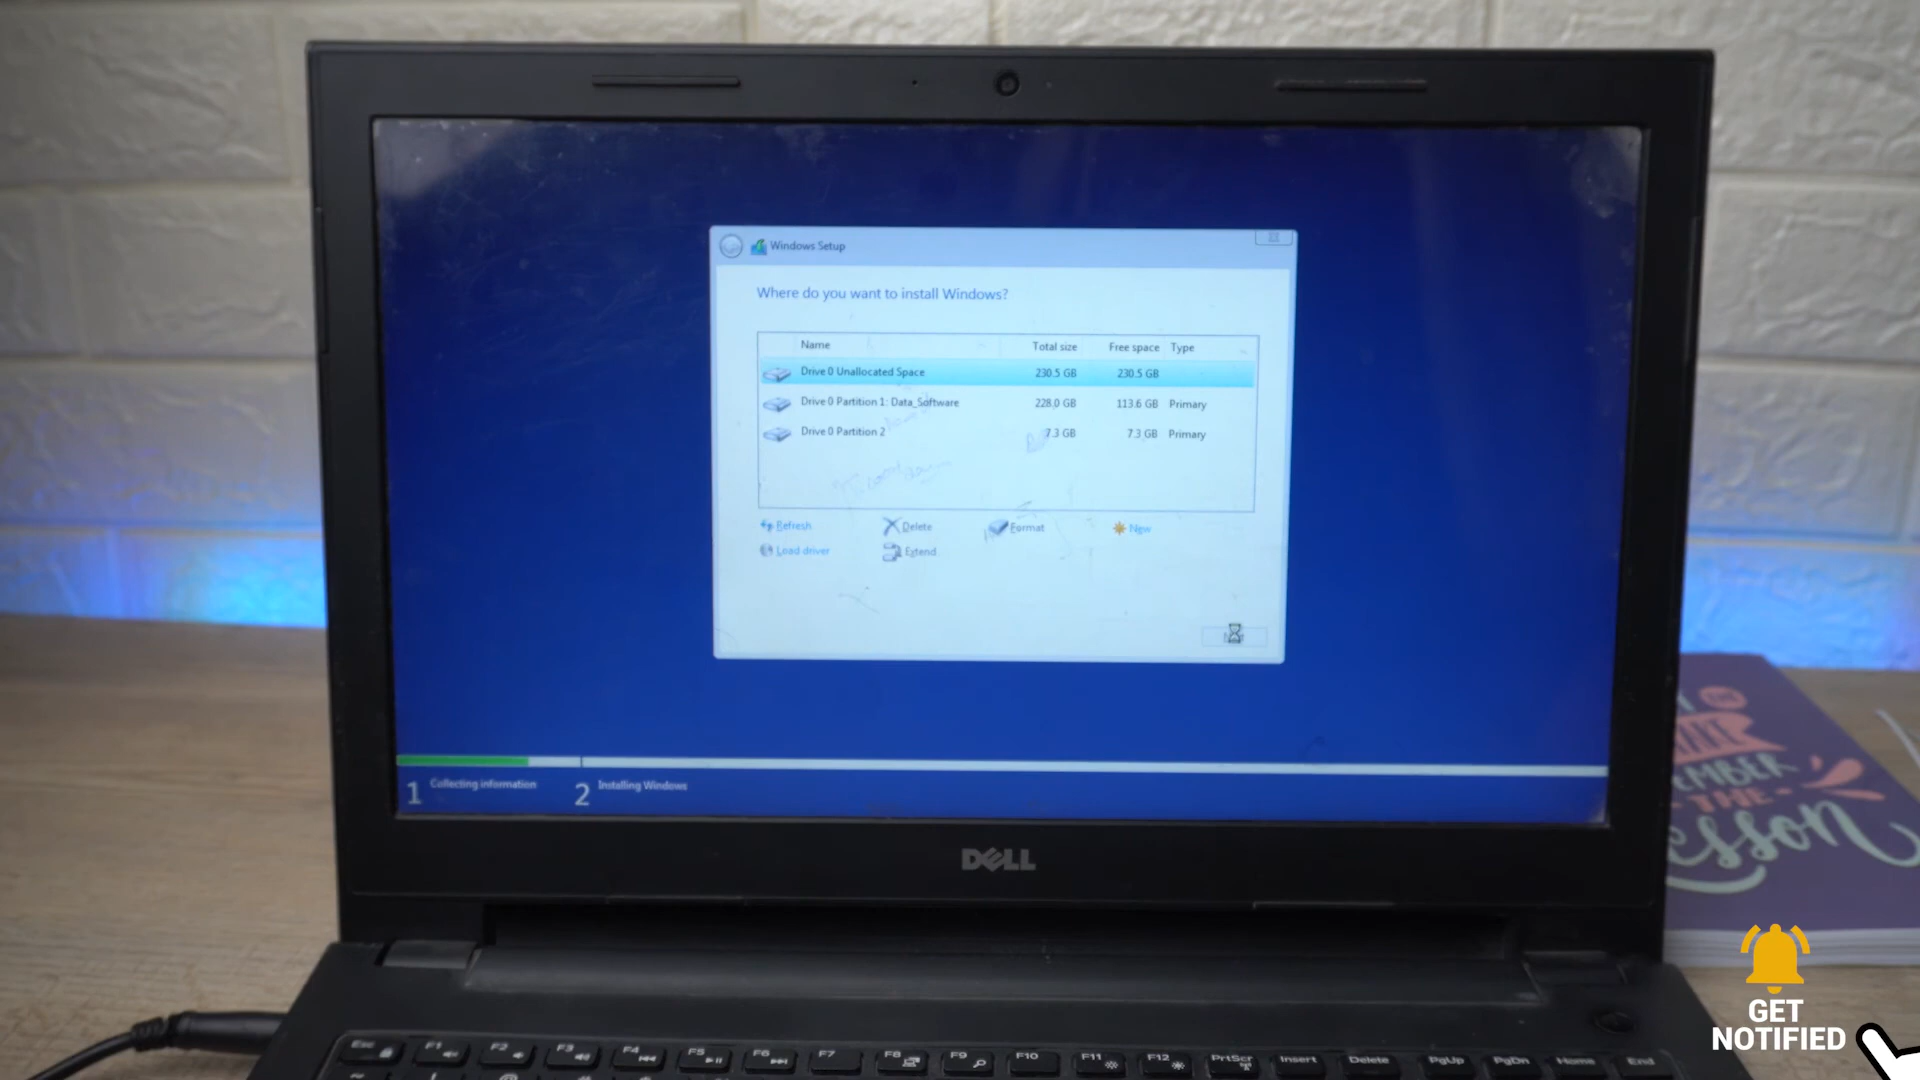 Windows Setup
Where do you want to install Windows?
Name Total size Free space Type
Drive 0 Unallocated Space 230.5 GB 230.5 GB
Drive 0 Partition 1: Data_Software 228.0 GB 113.6 GB Primary
Drive 0 Partition 2 7.3 GB 7.3 GB Primary
Refresh Delete Format New
Load driver Extend
1 Collecting information 2 Installing Windows
DELL
THE
esson
GET
NOTIFIED
Esc F1 F2 F3 F4 F5 F6 F7 F8 F9 F10 F11 F12 PrtScr Insert Delete PgUp PgDn Home End